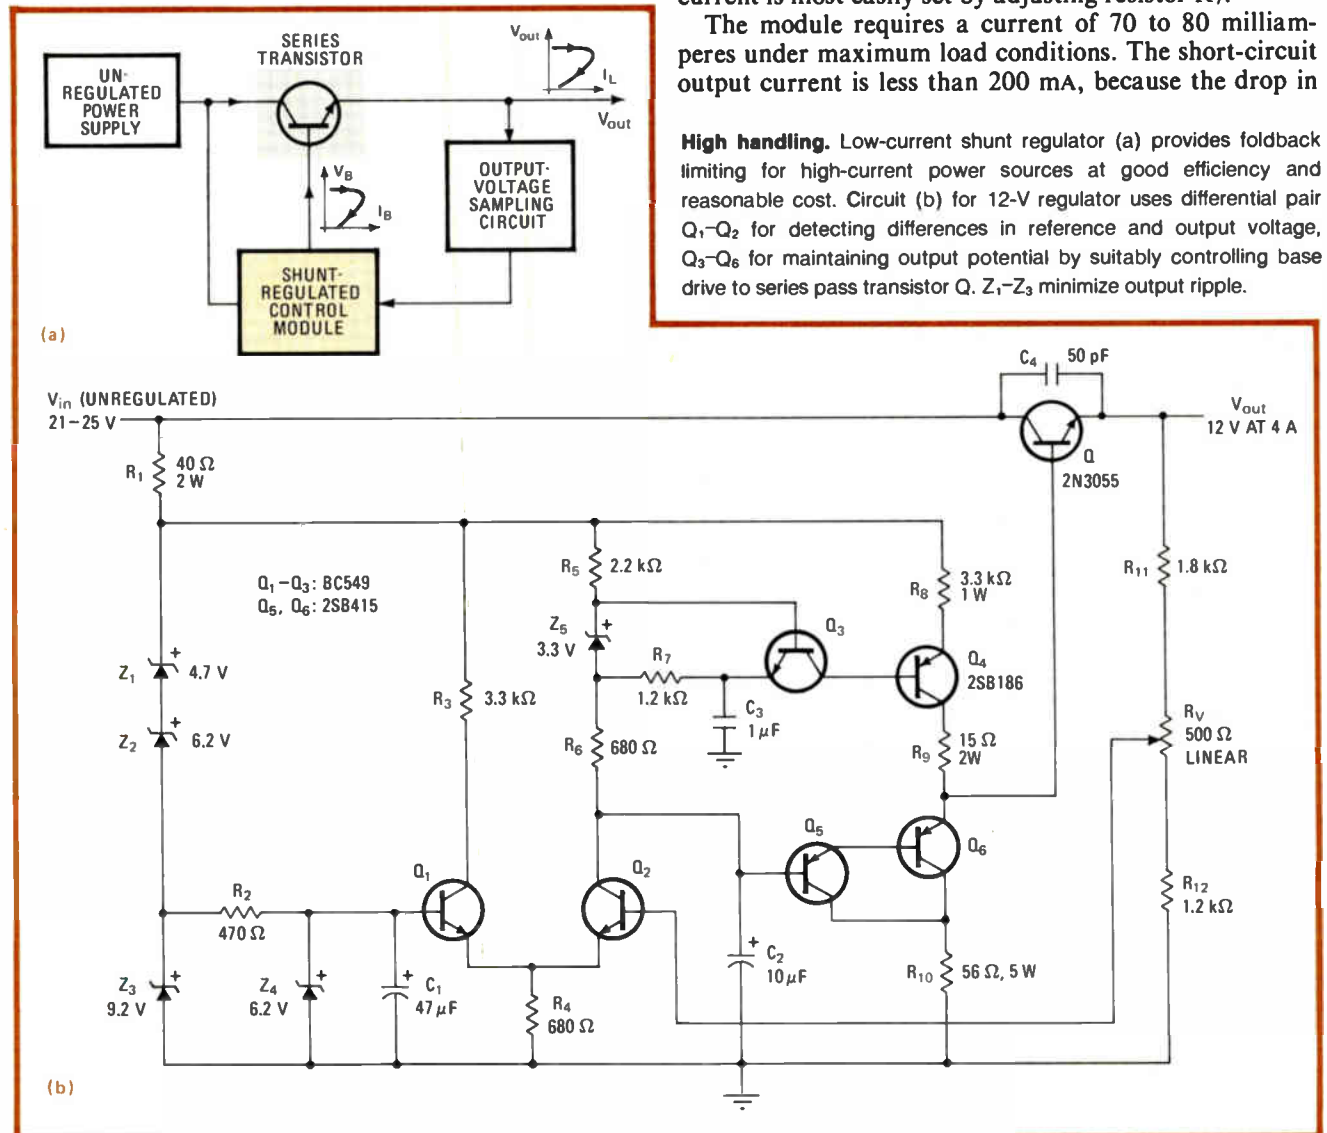 The module requires a current of 70 to 80 milliam-
peres under maximum load conditions. The short-circuit
output current is less than 200 mA, because the drop in
High handling. Low-current shunt regulator (a) provides foldback
limiting for high-current power sources at good efficiency and
reasonable cost. Circuit (b) for 12-V regulator uses differential pair
Q₁–Q₂ for detecting differences in reference and output voltage,
Q₃–Q₆ for maintaining output potential by suitably controlling base
drive to series pass transistor Q. Z₁–Z₃ minimize output ripple.
UN-
REGULATED
POWER
SUPPLY
SERIES
TRANSISTOR
Vout
IL
Vout
VB
IB
OUTPUT-
VOLTAGE
SAMPLING
CIRCUIT
SHUNT-
REGULATED
CONTROL
MODULE
(a)
Vin (UNREGULATED)
21–25 V
R₁
40 Ω
2 W
C₄
50 pF
Q
2N3055
Vout
12 V AT 4 A
Q₁–Q₃: BC549
Q₅, Q₆: 2SB415
Z₁
+
4.7 V
Z₂
+
6.2 V
R₃
3.3 kΩ
R₅
2.2 kΩ
Z₅
3.3 V
+
R₇
1.2 kΩ
R₆
680 Ω
C₃
1 μF
Q₃
R₈
3.3 kΩ
1 W
Q₄
2SB186
R₉
15 Ω
2W
R₁₁
1.8 kΩ
RV
500 Ω
LINEAR
R₂
470 Ω
Q₁
Q₂
Q₅
Q₆
R₁₂
1.2 kΩ
Z₃
9.2 V
+
Z₄
6.2 V
+
+
C₁
47 μF
R₄
680 Ω
+
C₂
10 μF
R₁₀
56 Ω, 5 W
(b)